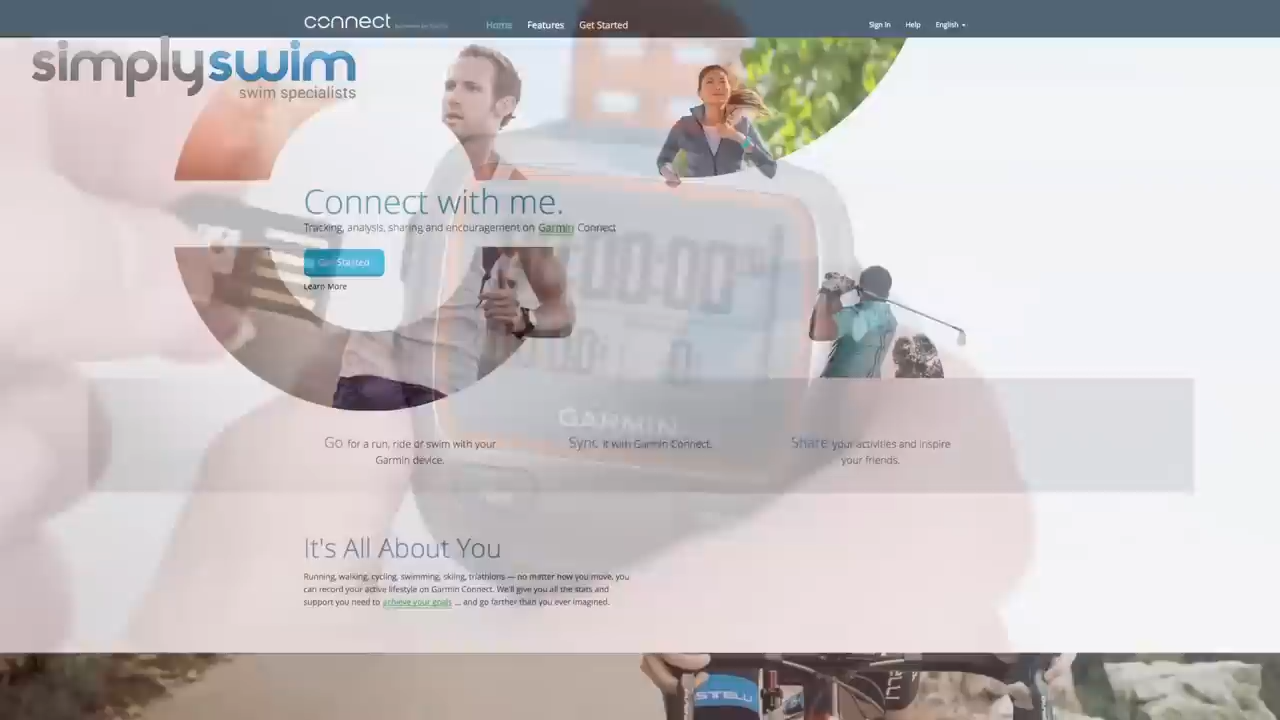 connect
Home Features Get Started
Sign In Help English
simplyswim
swim specialists
Connect with me.
Tracking, analysis, sharing and encouragement on Garmin Connect
Get Started
Learn More
GARMIN
Go for a run, ride or swim with your
Garmin device.
Sync it with Garmin Connect.
Share your activities and inspire
your friends.
It's All About You
Running, walking, cycling, swimming, skiing, triathlons — no matter how you move, you
can record your active lifestyle on Garmin Connect. We'll give you all the stats and
support you need to achieve your goals ... and go farther than you ever imagined.